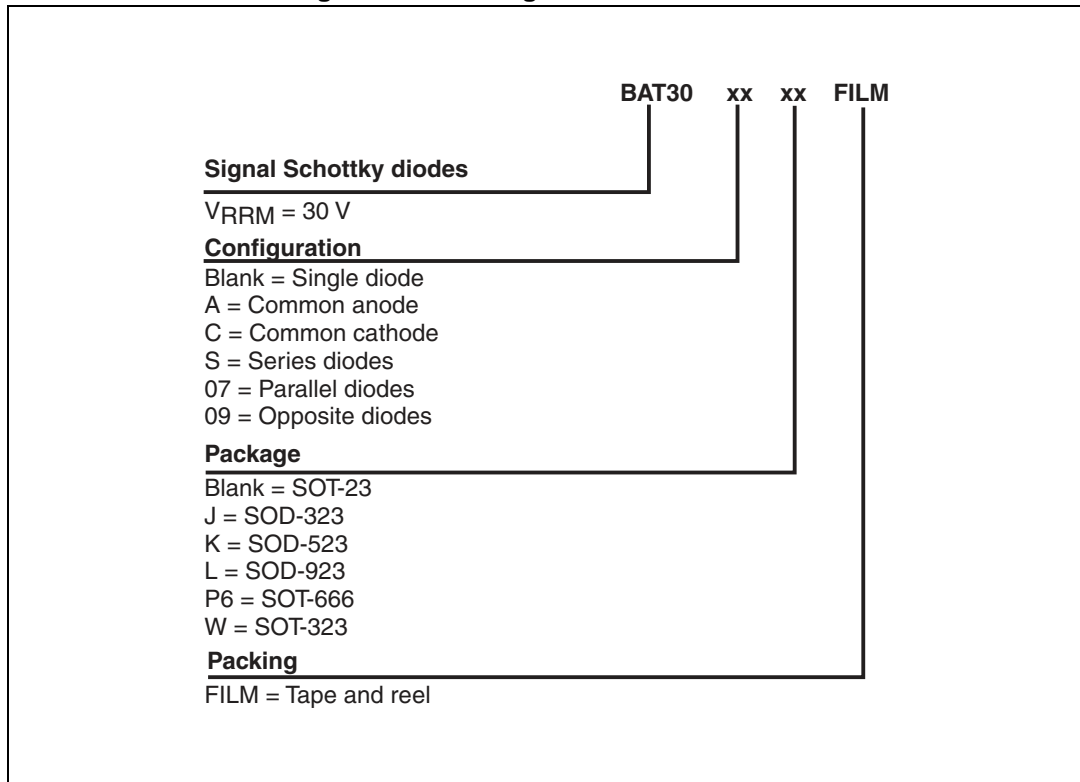 BAT30 xx xx FILM
Signal Schottky diodes
VRRM = 30 V
Configuration
Blank = Single diode
A = Common anode
C = Common cathode
S = Series diodes
07 = Parallel diodes
09 = Opposite diodes
Package
Blank = SOT-23
J = SOD-323
K = SOD-523
L = SOD-923
P6 = SOT-666
W = SOT-323
Packing
FILM = Tape and reel